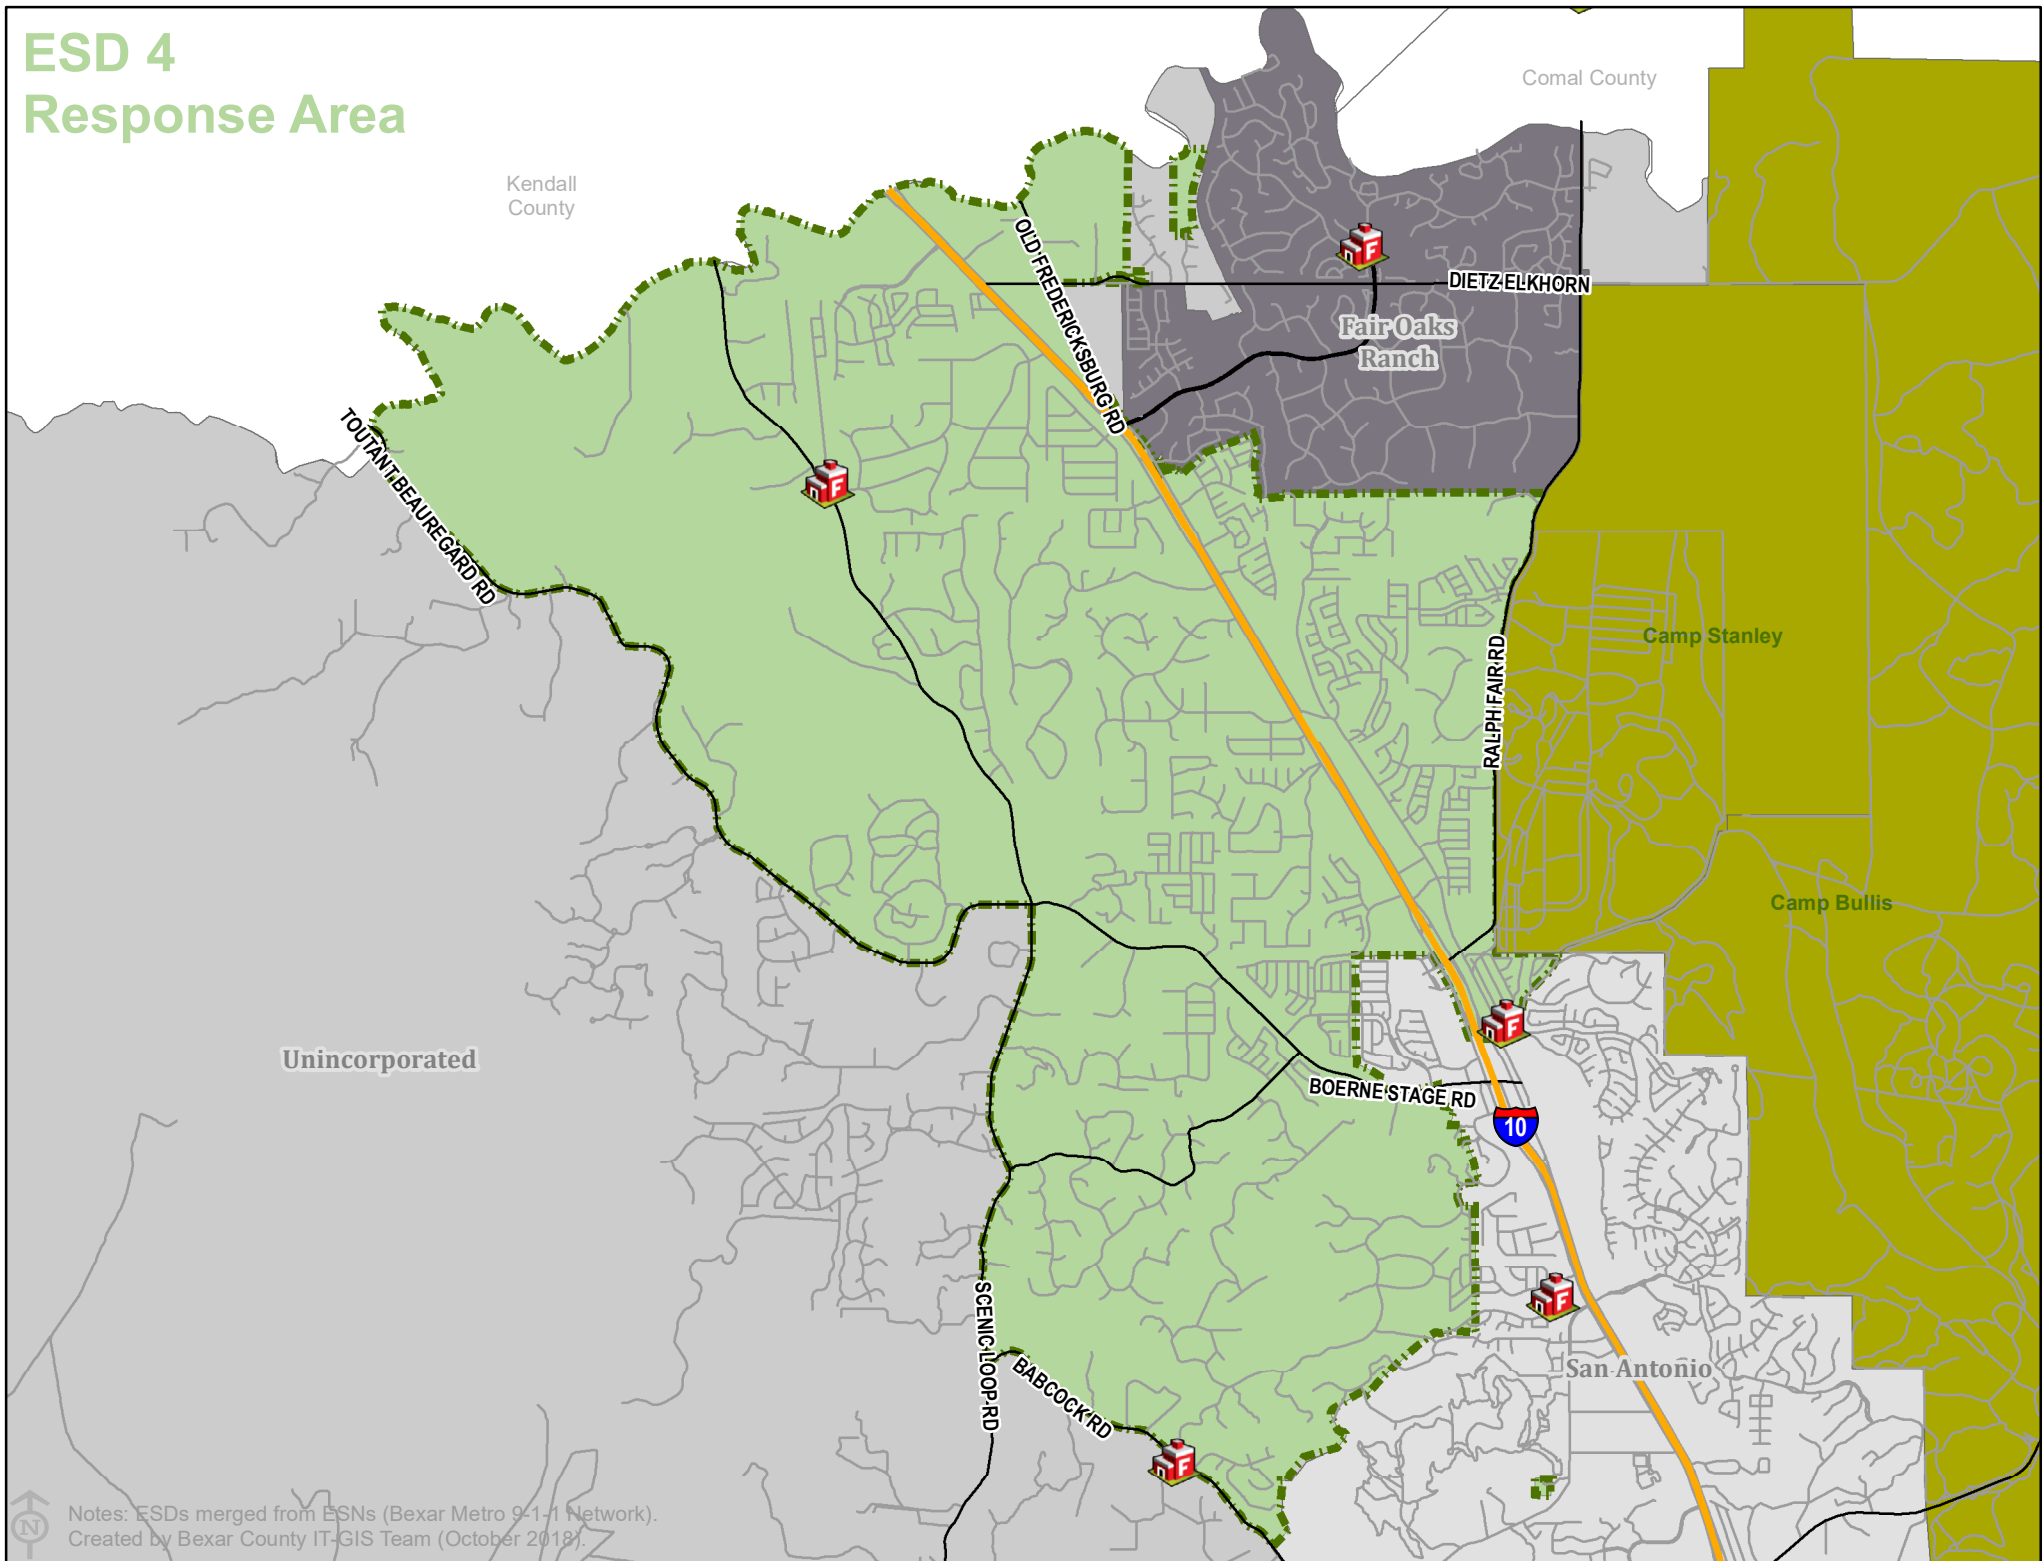 ESD 4
Response Area
Comal County
Kendall
County
OLD FREDERICKSBURG RD
DIETZ ELKHORN
Fair Oaks
Ranch
TOUTANT BEAUREGARD RD
RALPH FAIR RD
Camp Stanley
Camp Bullis
Unincorporated
BOERNE STAGE RD
10
SCENIC LOOP RD
BABCOCK RD
San Antonio
N
Notes: ESDs merged from ESNs (Bexar Metro 9-1-1 Network).
Created by Bexar County IT-GIS Team (October 2018).
F
F
F
F
F